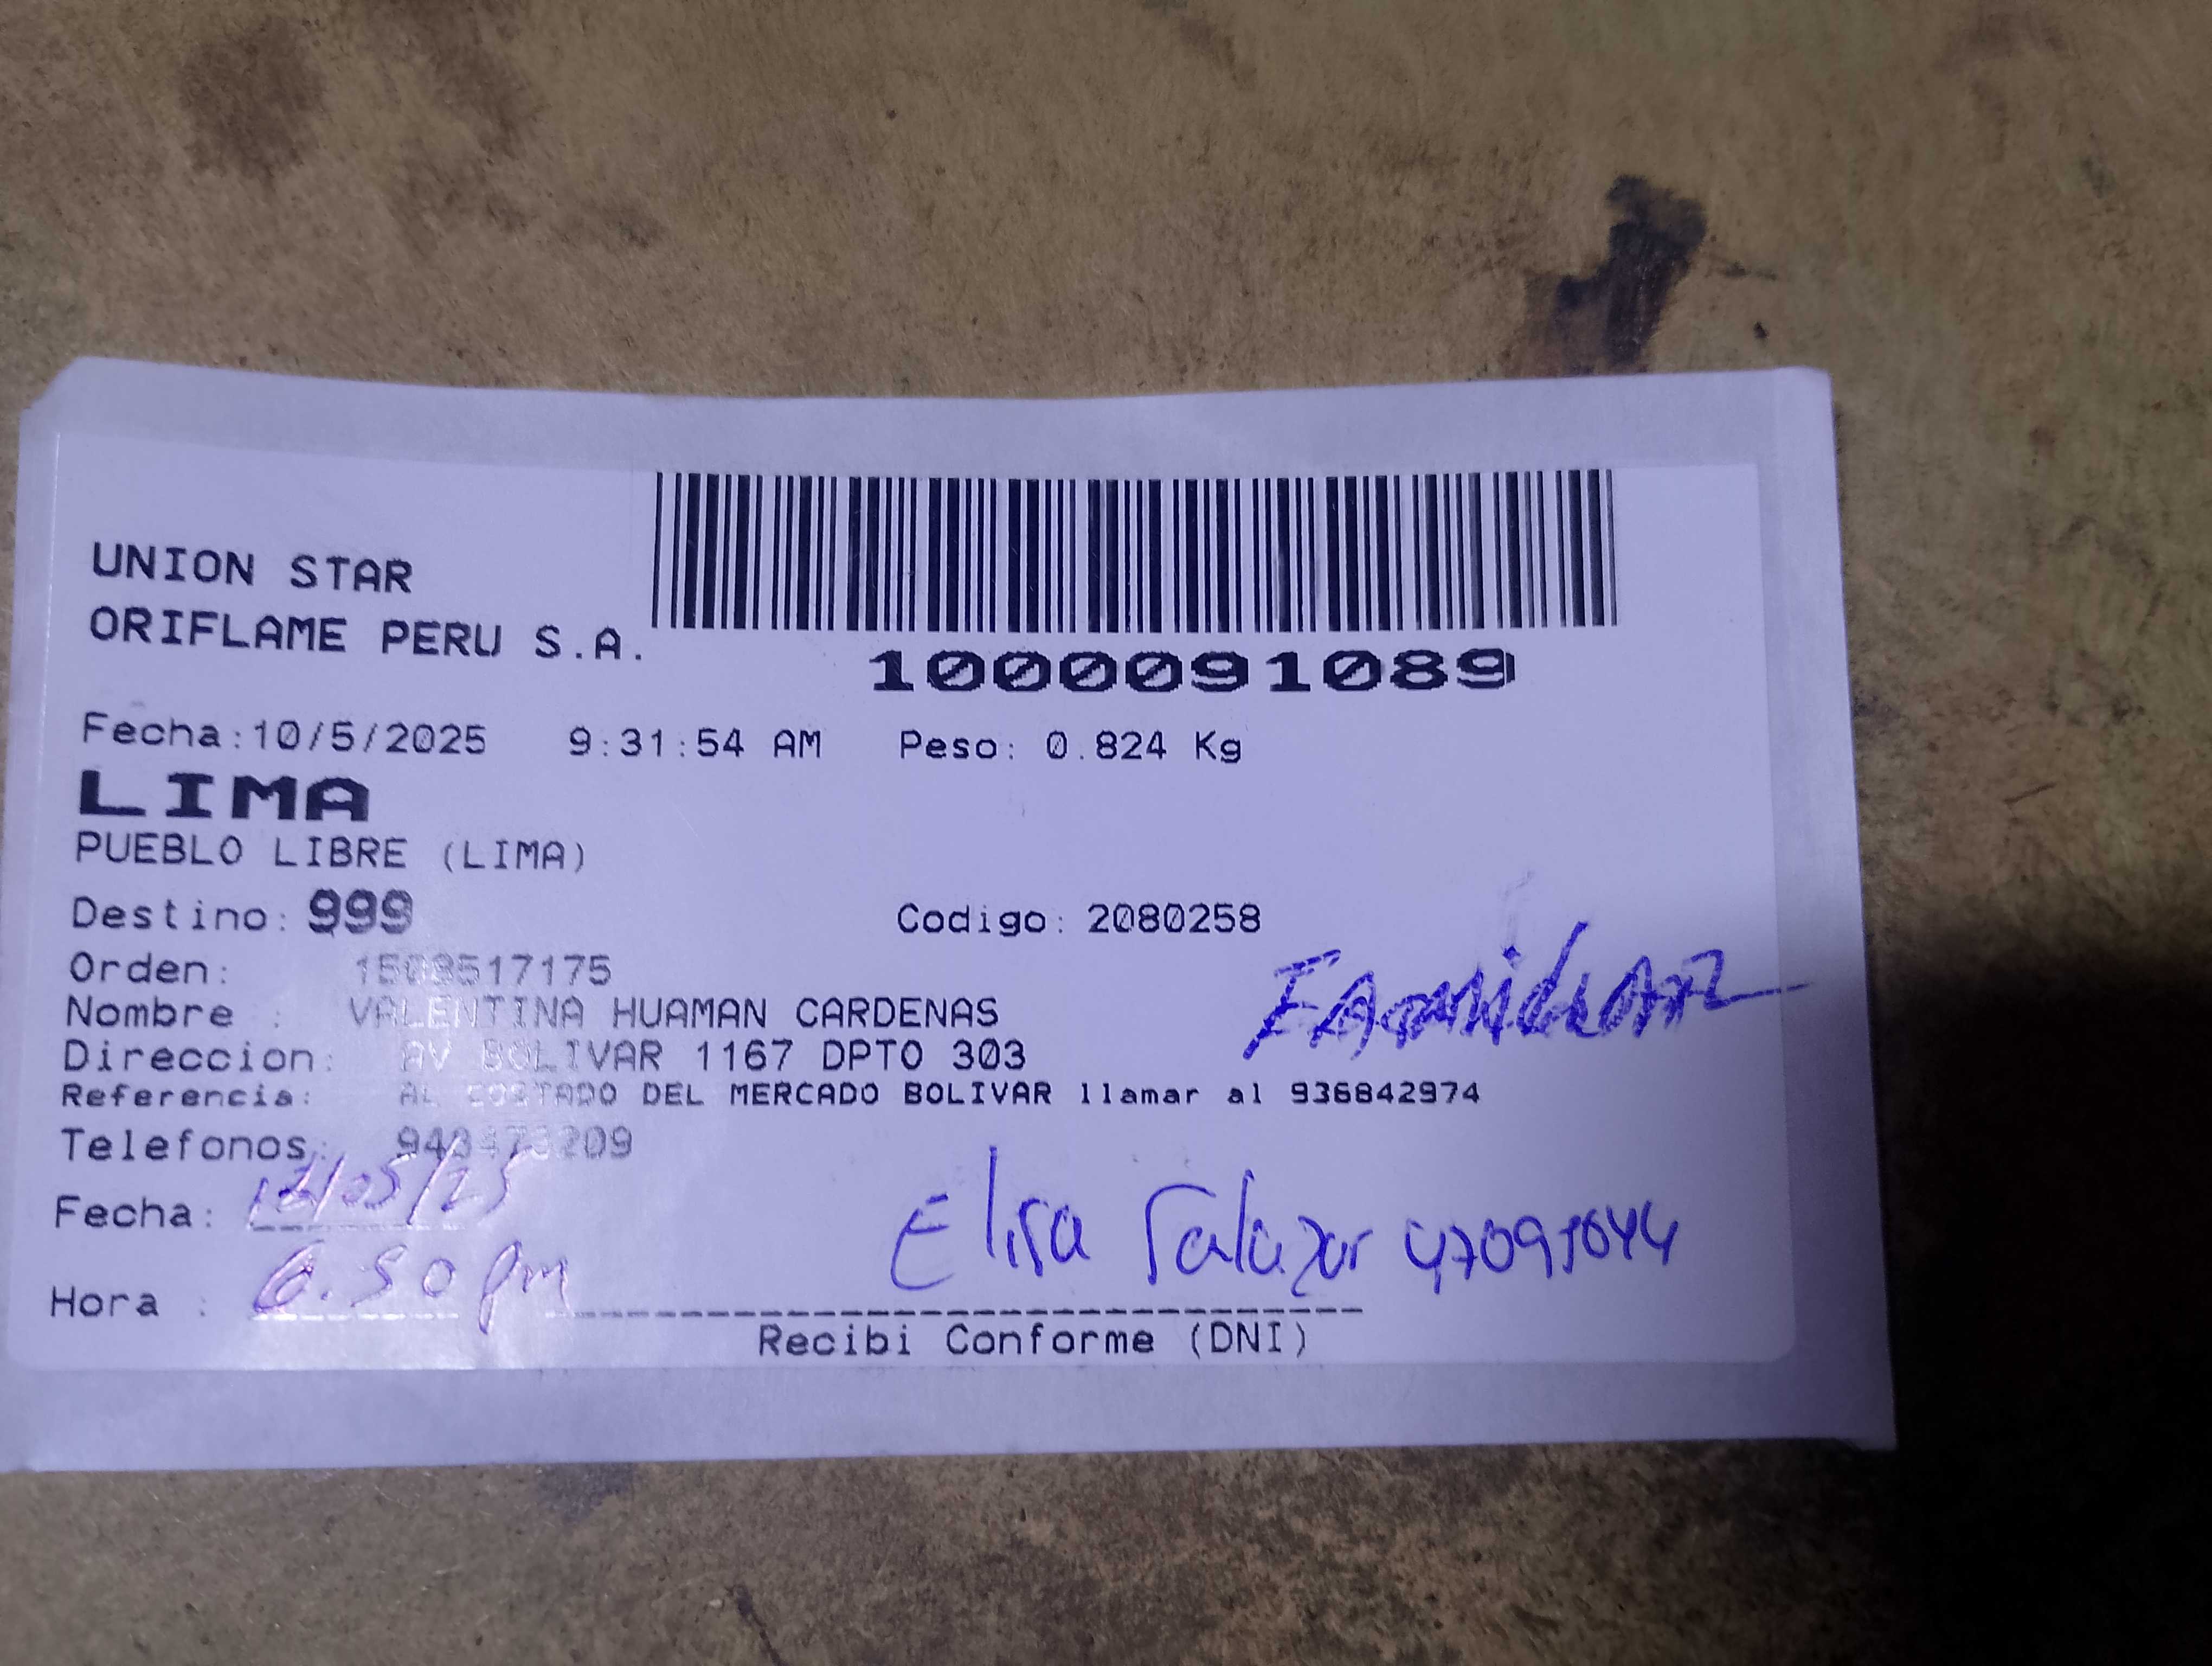 UNION STAR
ORIFLAME PERU S.A.
1000091089
Fecha:10/5/2025 9:31:54 AM Peso: 0.824 Kg
LIMA
PUEBLO LIBRE (LIMA)
Destino: 999 Codigo: 2080258
Orden:
Nombre : VALENTINA HUAMAN CARDENAS
Direccion: AV BOLIVAR 1167 DPTO 303
Referencia: AL COSTADO DEL MERCADO BOLIVAR llamar al 936842974
Telefonos:
Fecha:
Elisa Salazar 47091044
Hora : 6.50 pm
Recibi Conforme (DNI)